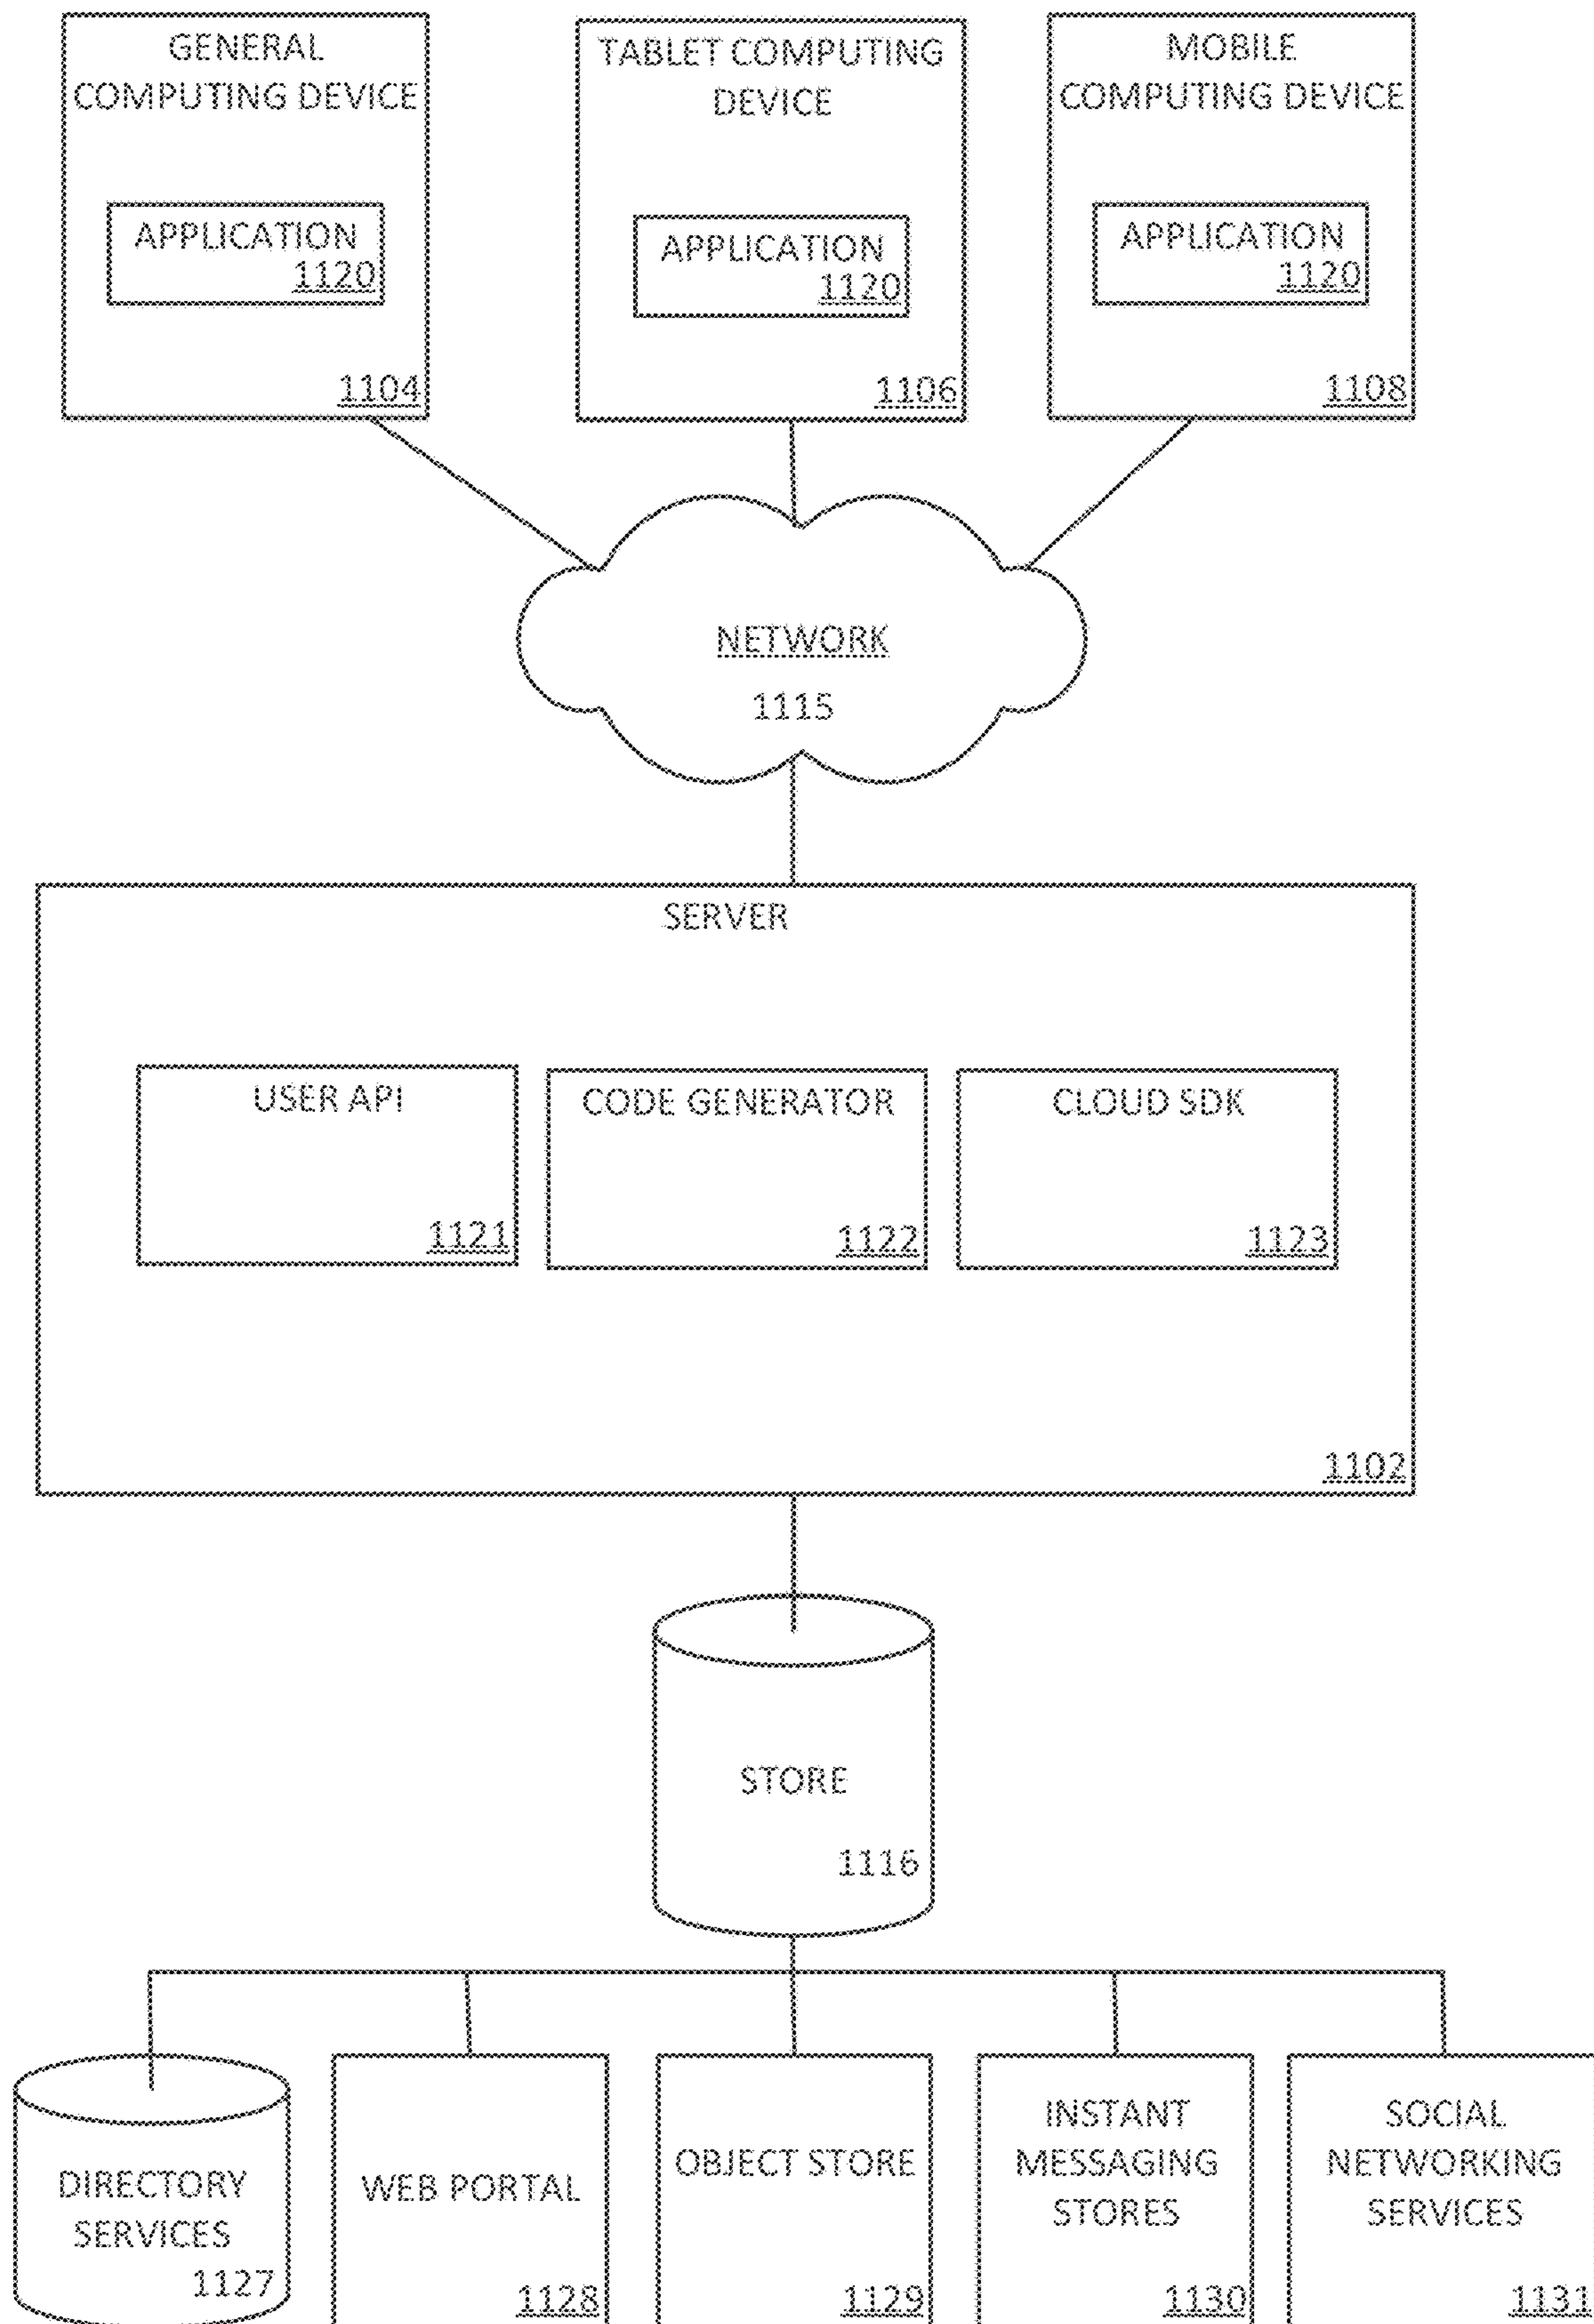 GENERAL
COMPUTING DEVICE
APPLICATION
1120
1104
TABLET COMPUTING
DEVICE
APPLICATION
1120
1106
MOBILE
COMPUTING DEVICE
APPLICATION
1120
1108
NETWORK
1115
SERVER
USER API
1121
CODE GENERATOR
1122
CLOUD SDK
1123
1102
STORE
1116
DIRECTORY
SERVICES
1127
WEB PORTAL
1128
OBJECT STORE
1129
INSTANT
MESSAGING
STORES
1130
SOCIAL
NETWORKING
SERVICES
1131